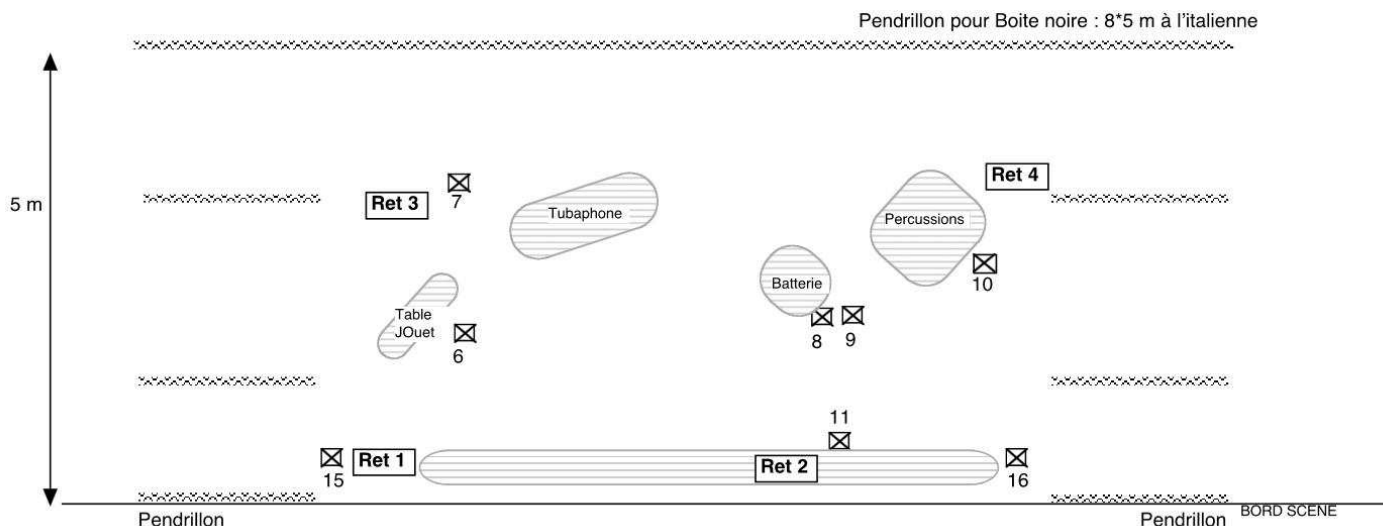 Pendrillon pour Boite noire : 8*5 m à l'italienne
5 m
Ret 3
7
Tubaphone
Ret 4
Percussions
10
Batterie
Table
JOuet
6
8
9
11
15
Ret 1
Ret 2
16
Pendrillon
Pendrillon
BORD SCENE